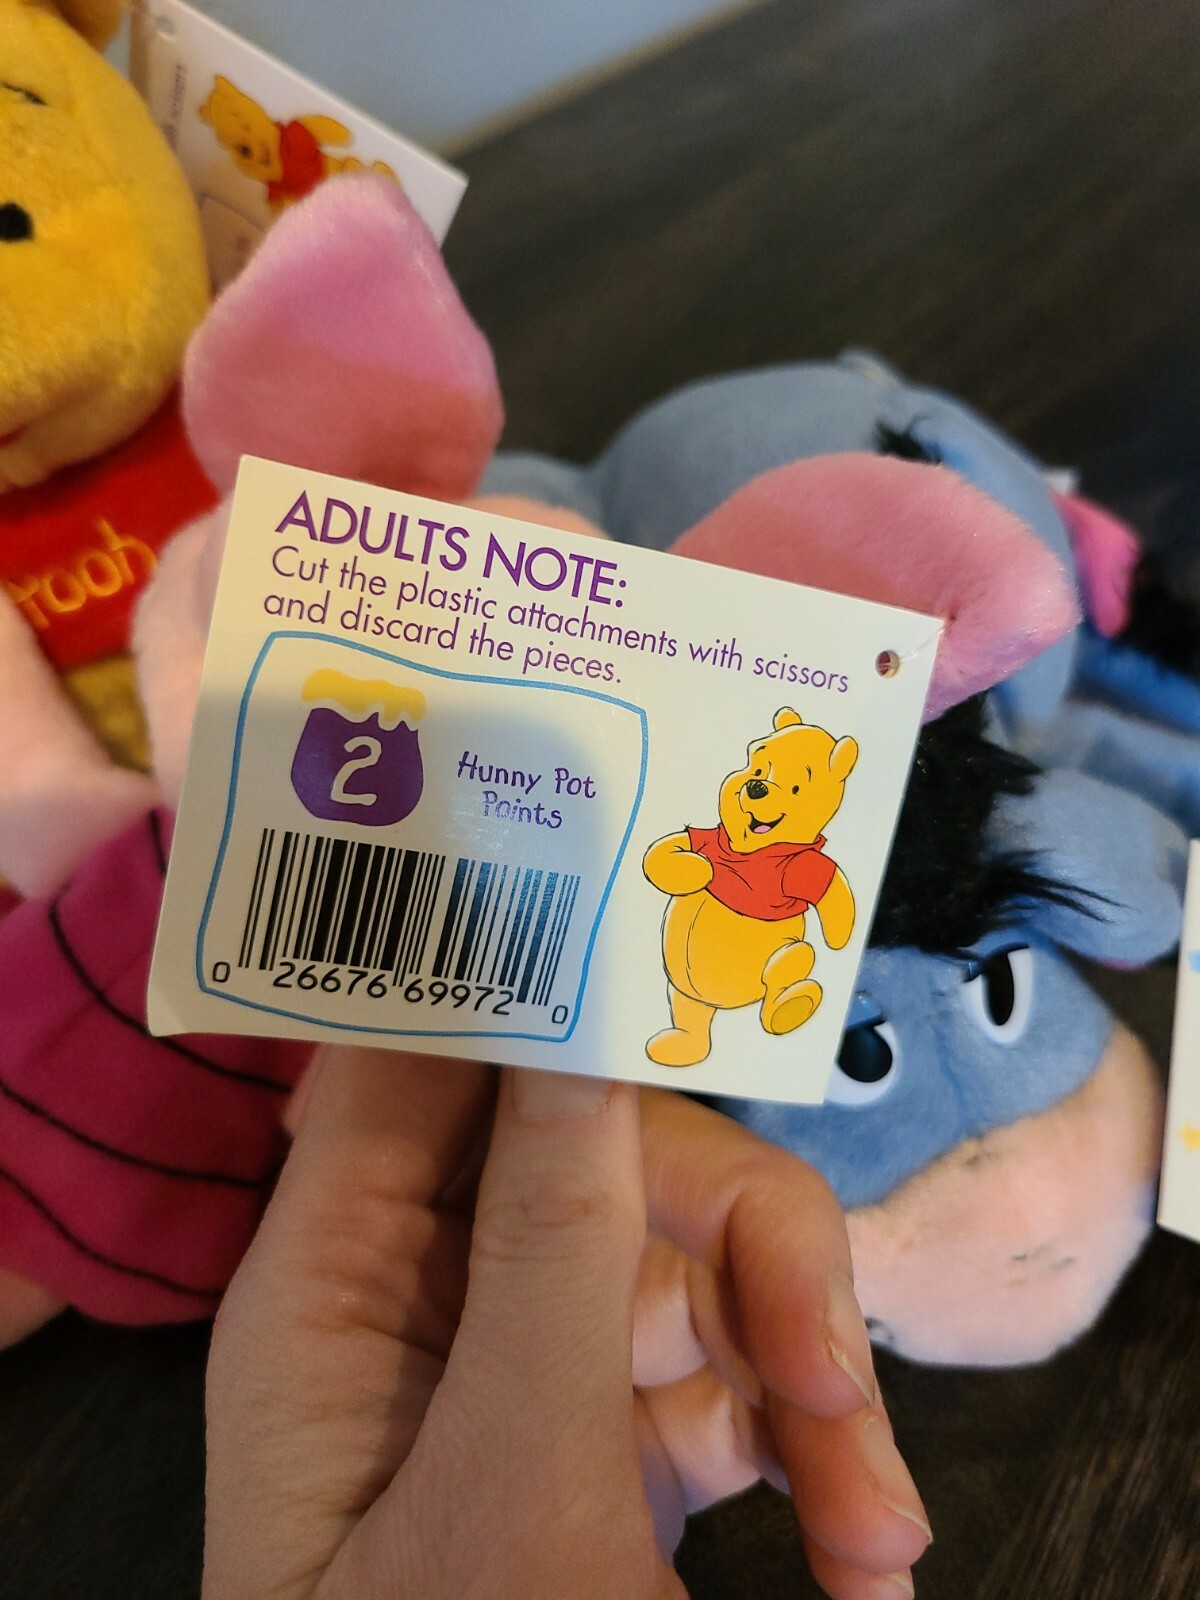 ADULTS NOTE:
Cut the plastic attachments with scissors
and discard the pieces.
2
Hunny Pot
Points
0 26676 69972 0
Pooh
scissors